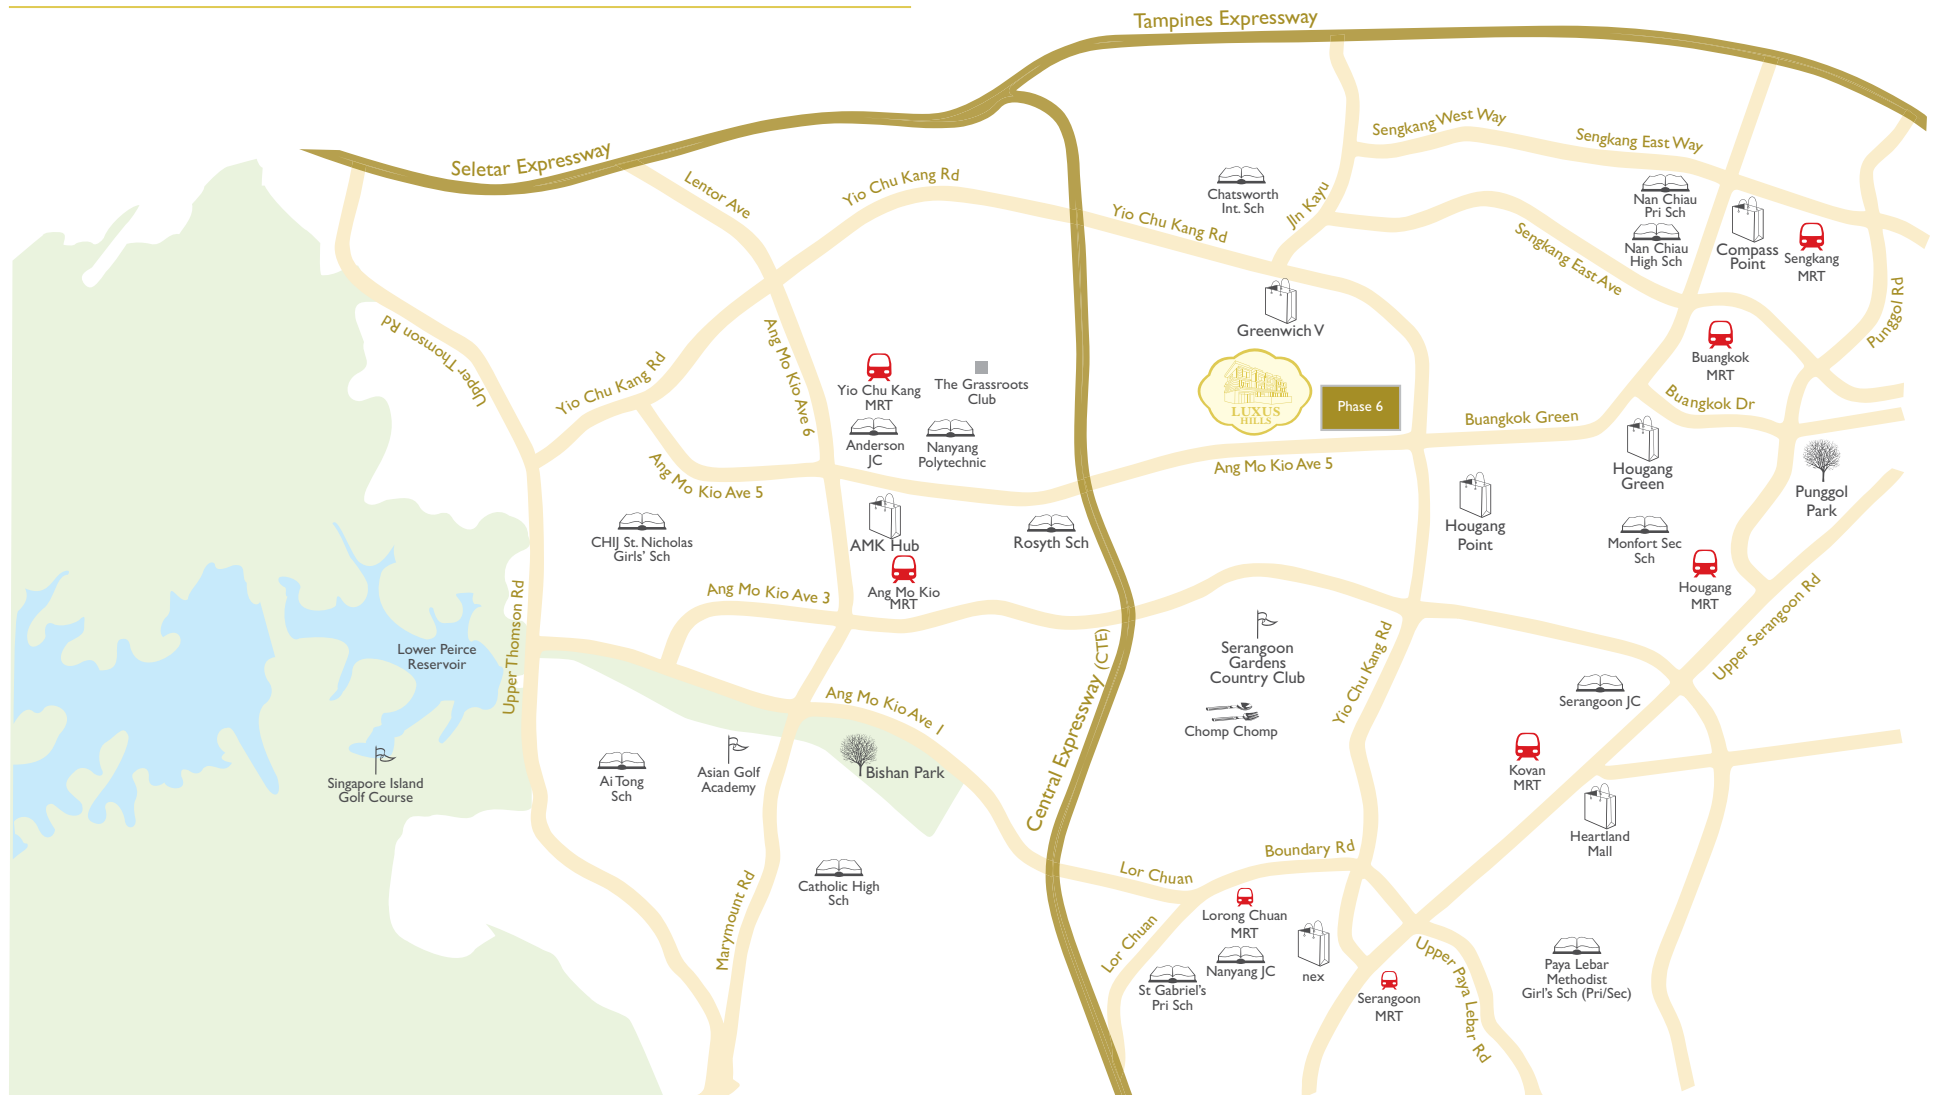 Tampines Expressway
Seletar Expressway
Lentor Ave
Yio Chu Kang Rd
Yio Chu Kang Rd
Jln Kayu
Sengkang West Way
Sengkang East Way
Sengkang East Ave
Chatsworth
Int. Sch
Nan Chiau
Pri Sch
Nan Chiau
High Sch
Compass
Point
Sengkang
MRT
Punggol Rd
Upper Thomson Rd
Yio Chu Kang Rd
Ang Mo Kio Ave 6
Greenwich V
Buangkok
MRT
Yio Chu Kang
MRT
The Grassroots
Club
LUXUS
HILLS
Phase 6
Buangkok Green
Buangkok Dr
Anderson
JC
Nanyang
Polytechnic
Ang Mo Kio Ave 5
Ang Mo Kio Ave 5
Hougang
Green
Punggol
Park
CHIJ St. Nicholas
Girls' Sch
AMK Hub
Rosyth Sch
Hougang
Point
Monfort Sec
Sch
Hougang
MRT
Ang Mo Kio
MRT
Ang Mo Kio Ave 3
Upper Thomson Rd
Lower Peirce
Reservoir
Central Expressway (CTE)
Serangoon
Gardens
Country Club
Yio Chu Kang Rd
Upper Serangoon Rd
Serangoon JC
Ang Mo Kio Ave 1
Chomp Chomp
Singapore Island
Golf Course
Ai Tong
Sch
Asian Golf
Academy
Bishan Park
Kovan
MRT
Heartland
Mall
Boundary Rd
Lor Chuan
Catholic High
Sch
Marymount Rd
Lor Chuan
Lorong Chuan
MRT
Nanyang JC
nex
St Gabriel's
Pri Sch
Serangoon
MRT
Upper Paya Lebar Rd
Paya Lebar
Methodist
Girl's Sch (Pri/Sec)